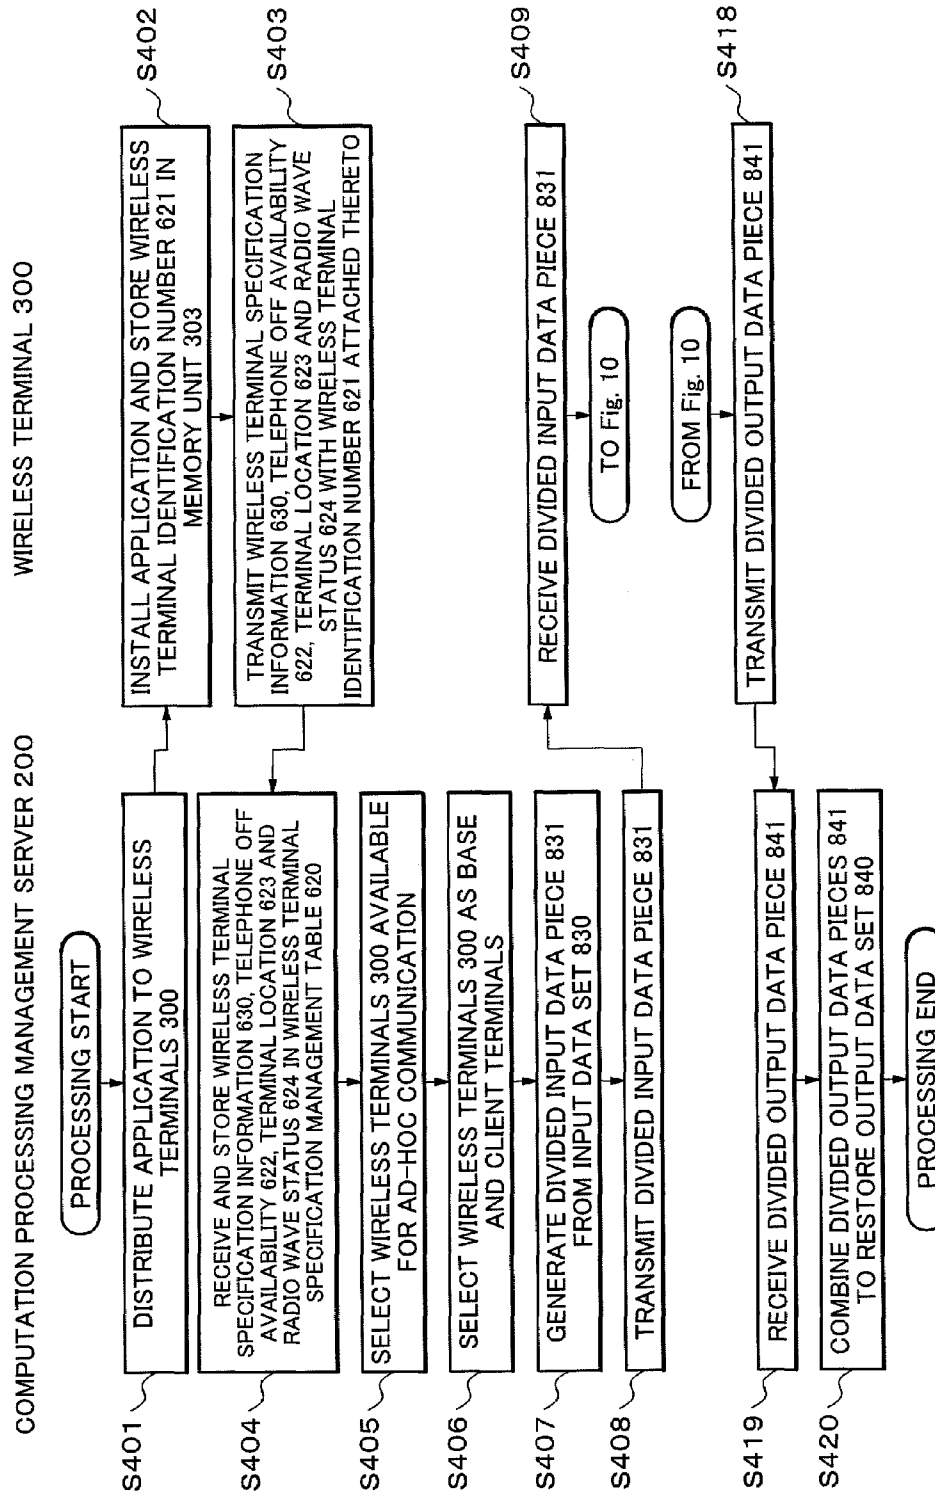 COMPUTATION PROCESSING MANAGEMENT SERVER 200
WIRELESS TERMINAL 300
PROCESSING START
S401
DISTRIBUTE APPLICATION TO WIRELESS
TERMINALS 300
S402
INSTALL APPLICATION AND STORE WIRELESS
TERMINAL IDENTIFICATION NUMBER 621 IN
MEMORY UNIT 303
S403
TRANSMIT WIRELESS TERMINAL SPECIFICATION
INFORMATION 630, TELEPHONE OFF AVAILABILITY
622, TERMINAL LOCATION 623 AND RADIO WAVE
STATUS 624 WITH WIRELESS TERMINAL
IDENTIFICATION NUMBER 621 ATTACHED THERETO
S404
RECEIVE AND STORE WIRELESS TERMINAL
SPECIFICATION INFORMATION 630, TELEPHONE OFF
AVAILABILITY 622, TERMINAL LOCATION 623 AND
RADIO WAVE STATUS 624 IN WIRELESS TERMINAL
SPECIFICATION MANAGEMENT TABLE 620
S405
SELECT WIRELESS TERMINALS 300 AVAILABLE
FOR AD-HOC COMMUNICATION
S406
SELECT WIRELESS TERMINALS 300 AS BASE
AND CLIENT TERMINALS
S407
GENERATE DIVIDED INPUT DATA PIECE 831
FROM INPUT DATA SET 830
S408
TRANSMIT DIVIDED INPUT DATA PIECE 831
S409
RECEIVE DIVIDED INPUT DATA PIECE 831
TO Fig. 10
FROM Fig. 10
S418
TRANSMIT DIVIDED OUTPUT DATA PIECE 841
S419
RECEIVE DIVIDED OUTPUT DATA PIECE 841
S420
COMBINE DIVIDED OUTPUT DATA PIECES 841
TO RESTORE OUTPUT DATA SET 840
PROCESSING END